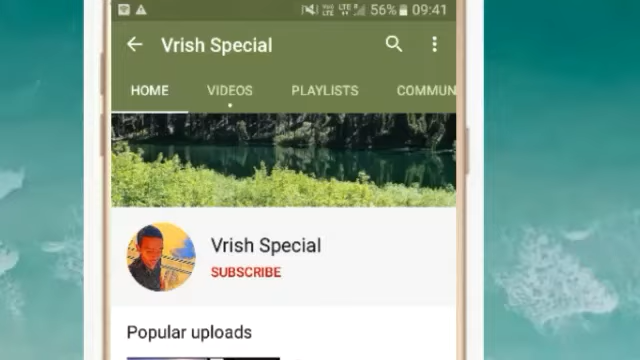 56% 09:41
Vrish Special
HOME VIDEOS PLAYLISTS COMMUN
Vrish Special
SUBSCRIBE
Popular uploads